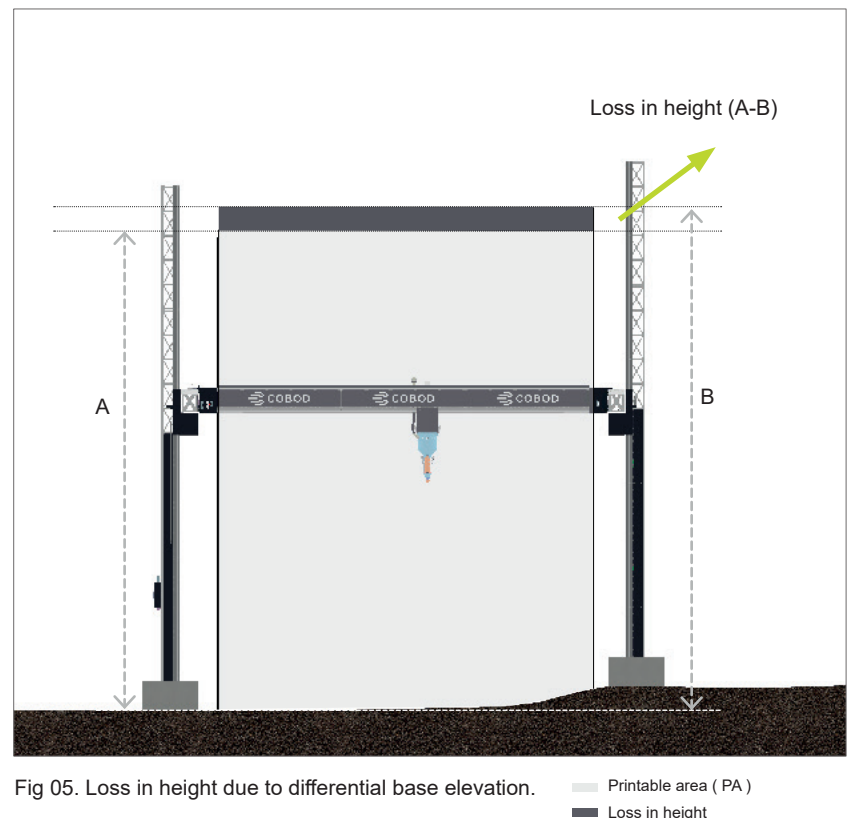 Loss in height (A-B)
A
B
COBOD COBOD COBOD
Fig 05. Loss in height due to differential base elevation.
Printable area ( PA )
Loss in height